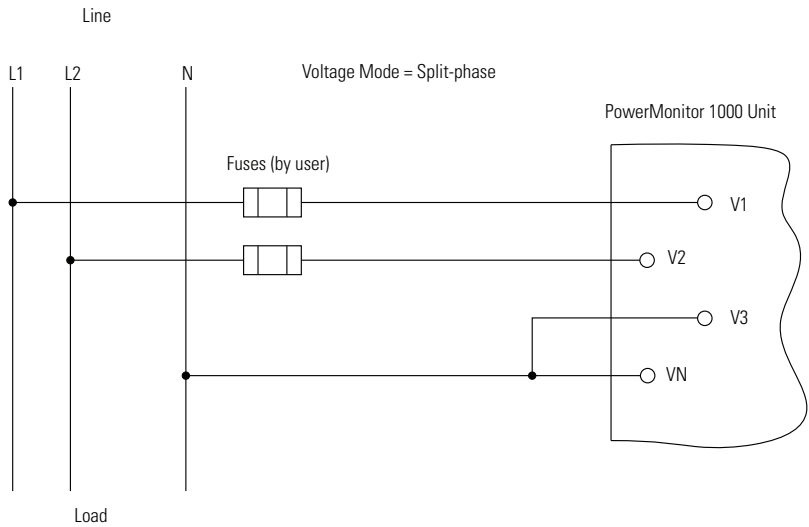 Line
L1
L2
N
Voltage Mode = Split-phase
PowerMonitor 1000 Unit
Fuses (by user)
V1
V2
V3
VN
Load